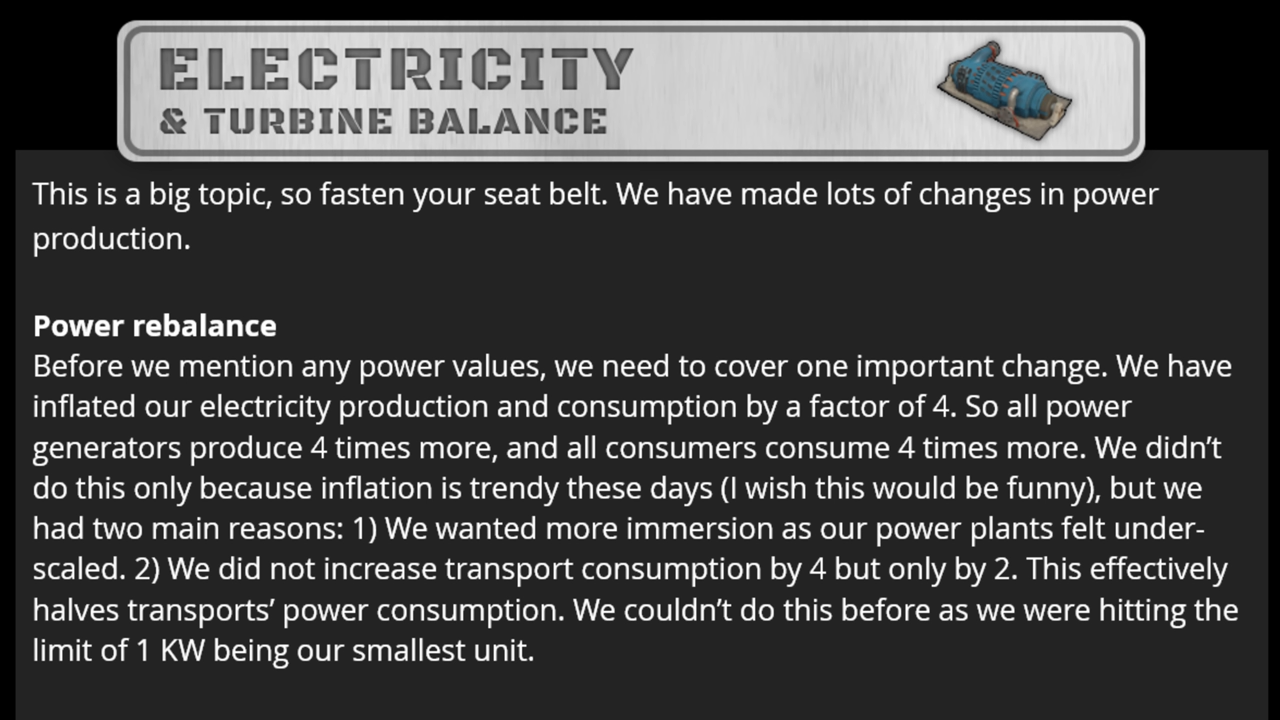 ELECTRICITY
& TURBINE BALANCE
This is a big topic, so fasten your seat belt. We have made lots of changes in power
production.
Power rebalance
Before we mention any power values, we need to cover one important change. We have
inflated our electricity production and consumption by a factor of 4. So all power
generators produce 4 times more, and all consumers consume 4 times more. We didn’t
do this only because inflation is trendy these days (I wish this would be funny), but we
had two main reasons: 1) We wanted more immersion as our power plants felt under-
scaled. 2) We did not increase transport consumption by 4 but only by 2. This effectively
halves transports’ power consumption. We couldn’t do this before as we were hitting the
limit of 1 KW being our smallest unit.